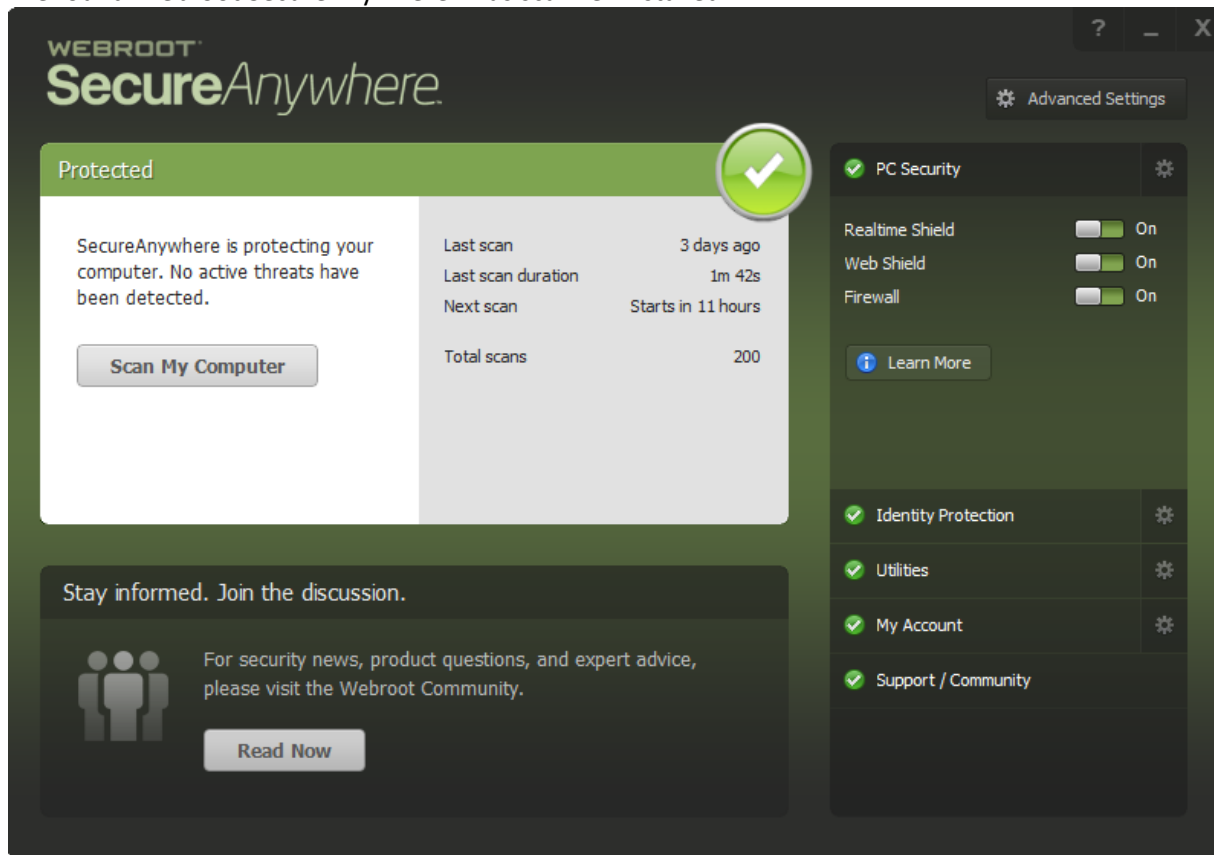 WEBROOT
SecureAnywhere.
?
_
X
Advanced Settings
Protected
SecureAnywhere is protecting your
computer. No active threats have
been detected.
Scan My Computer
Last scan 3 days ago
Last scan duration 1m 42s
Next scan Starts in 11 hours
Total scans 200
PC Security
Realtime Shield On
Web Shield On
Firewall On
Learn More
Identity Protection
Utilities
My Account
Support / Community
Stay informed. Join the discussion.
For security news, product questions, and expert advice,
please visit the Webroot Community.
Read Now